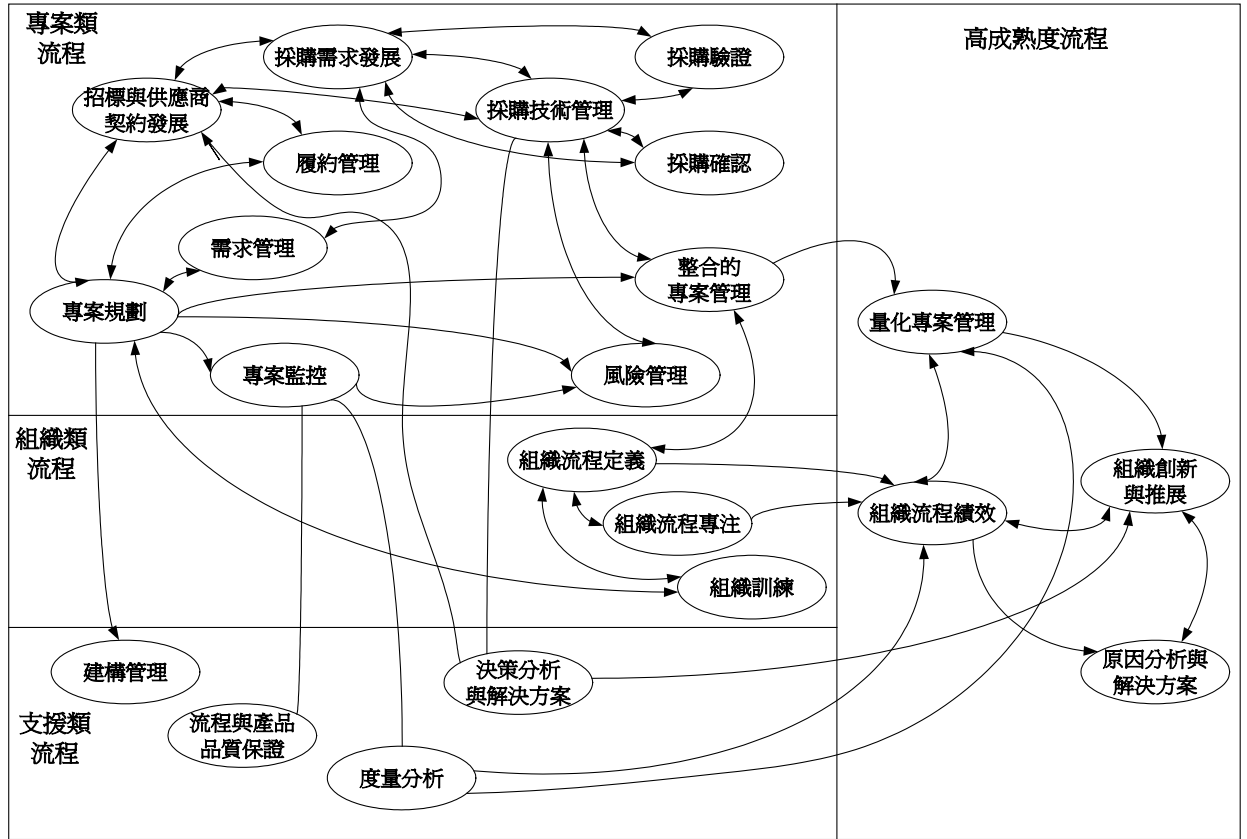 專案類
流程
採購需求發展
採購驗證
招標與供應商
契約發展
採購技術管理
履約管理
採購確認
需求管理
整合的
專案管理
專案規劃
專案監控
風險管理
高成熟度流程
量化專案管理
組織類
流程
組織流程定義
組織流程專注
組織訓練
組織流程績效
組織創新
與推展
支援類
流程
建構管理
流程與產品
品質保證
度量分析
決策分析
與解決方案
原因分析與
解決方案